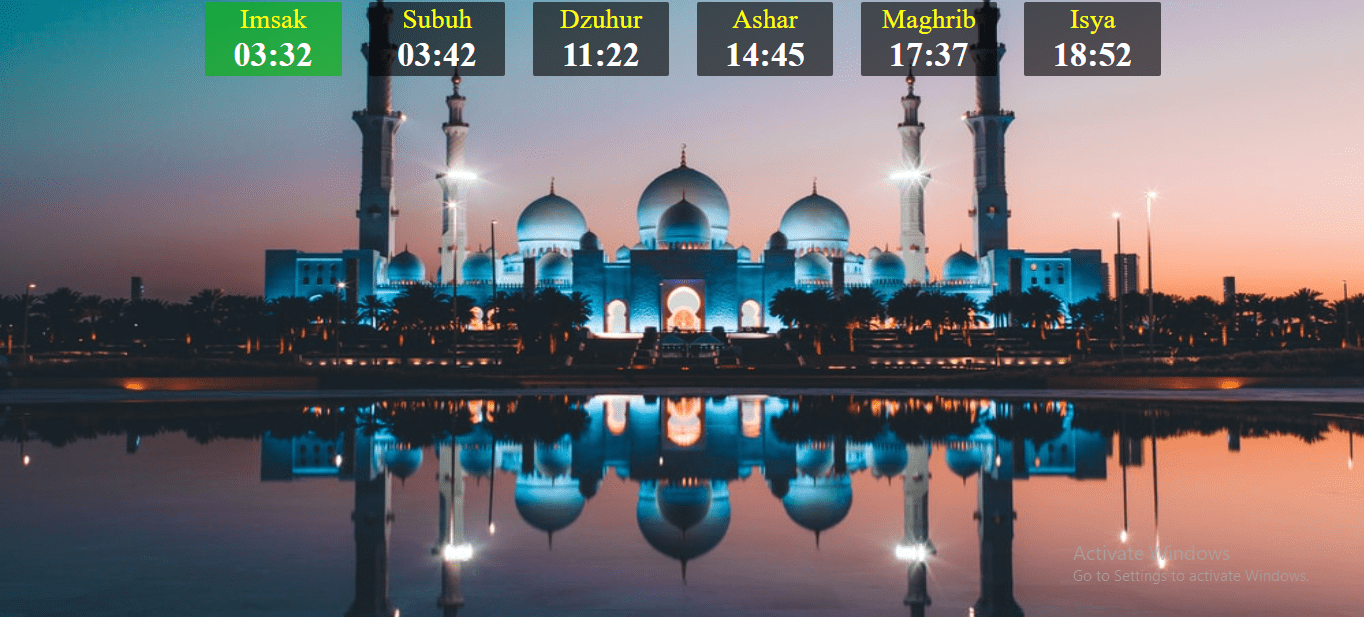 Imsak
03:32
Subuh
03:42
Dzuhur
11:22
Ashar
14:45
Maghrib
17:37
Isya
18:52
Activate Windows
Go to Settings to activate Windows.